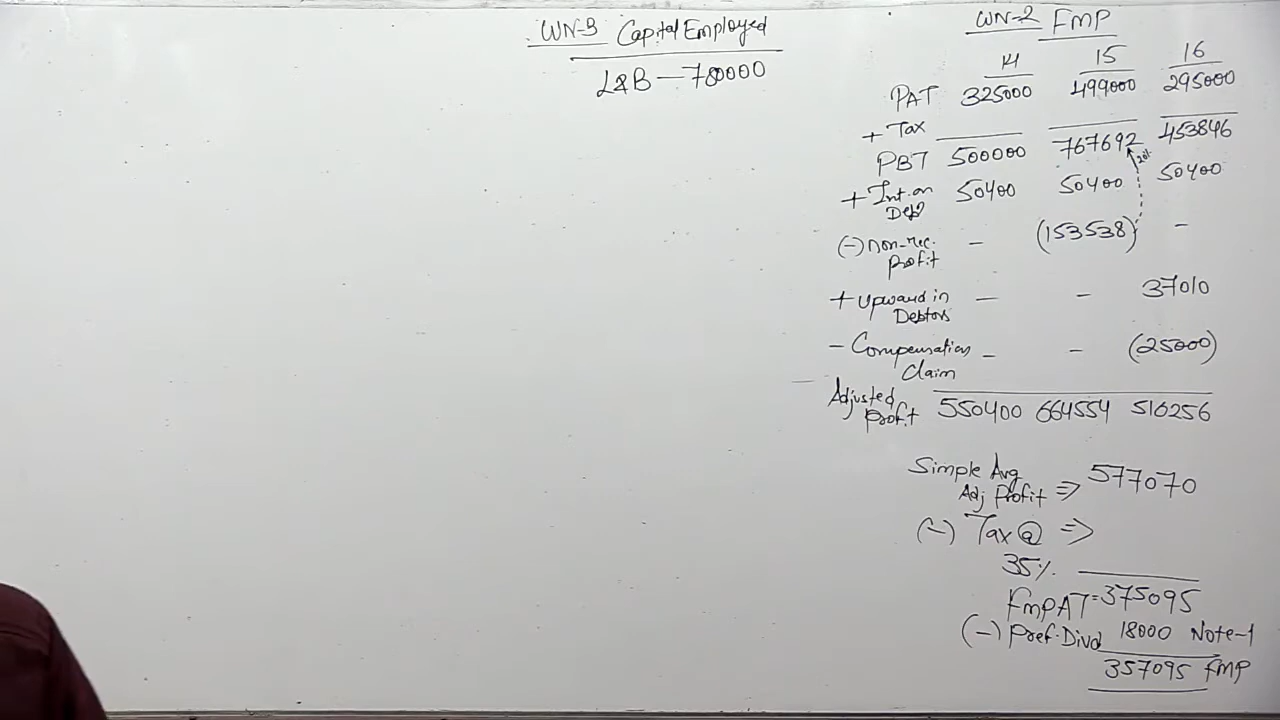 WN-3 Capital Employed
L&B — 780000
WN-2 FMP
14 15 16
PAT 325000 499000 295000
+ Tax
PBT 500000 767692 453846
20%
+ Int. on Deb? 50400 50400 50400
(-) Non-rec. Profit - (153538) -
+ Upward in Debtors - - 37010
- Compensation Claim - - (25000)
Adjusted Profit 550400 664554 516256
Simple Avg Adj Profit ⇒ 577070
(-) Tax @ 35% ⇒
FMPAT = 375095
(-) Pref. Divd 18000 Note-1
357095 FMP